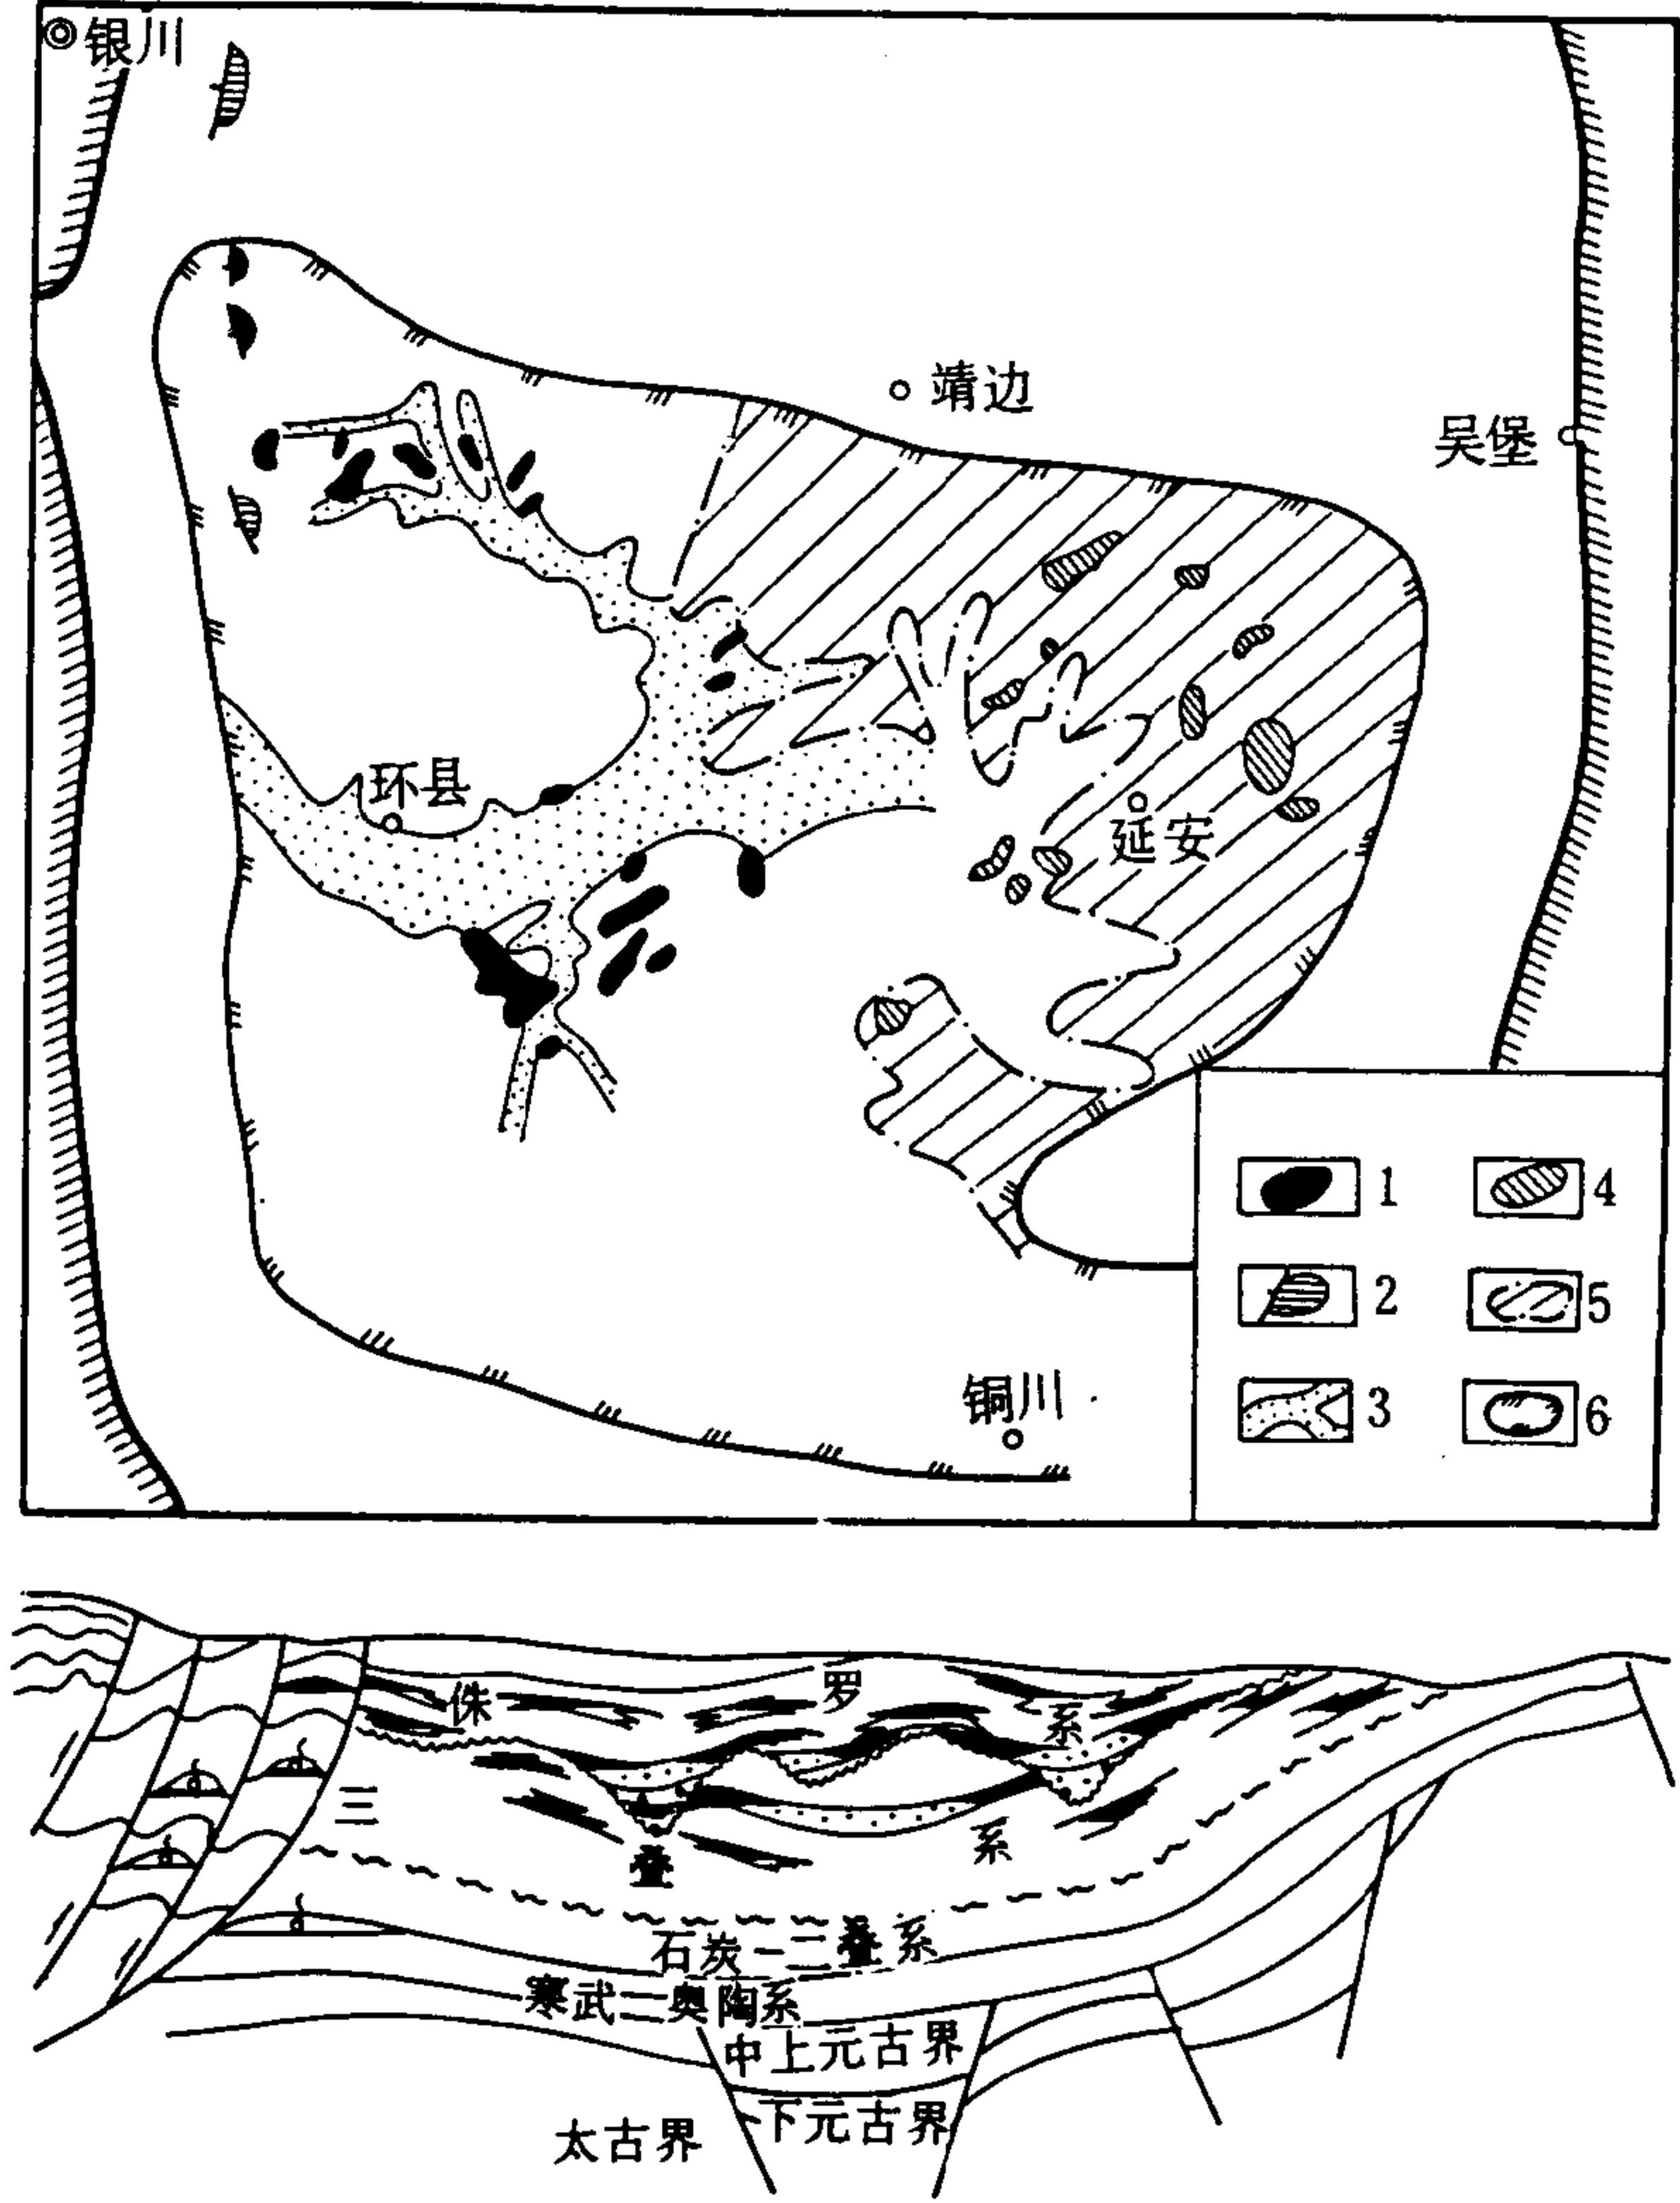 银川
靖边
吴堡
环县
延安
铜川
1
4
2
5
3
6
侏
罗
系
三
叠
系
石炭-二叠系
寒武-奥陶系
中上元古界
下元古界
太古界